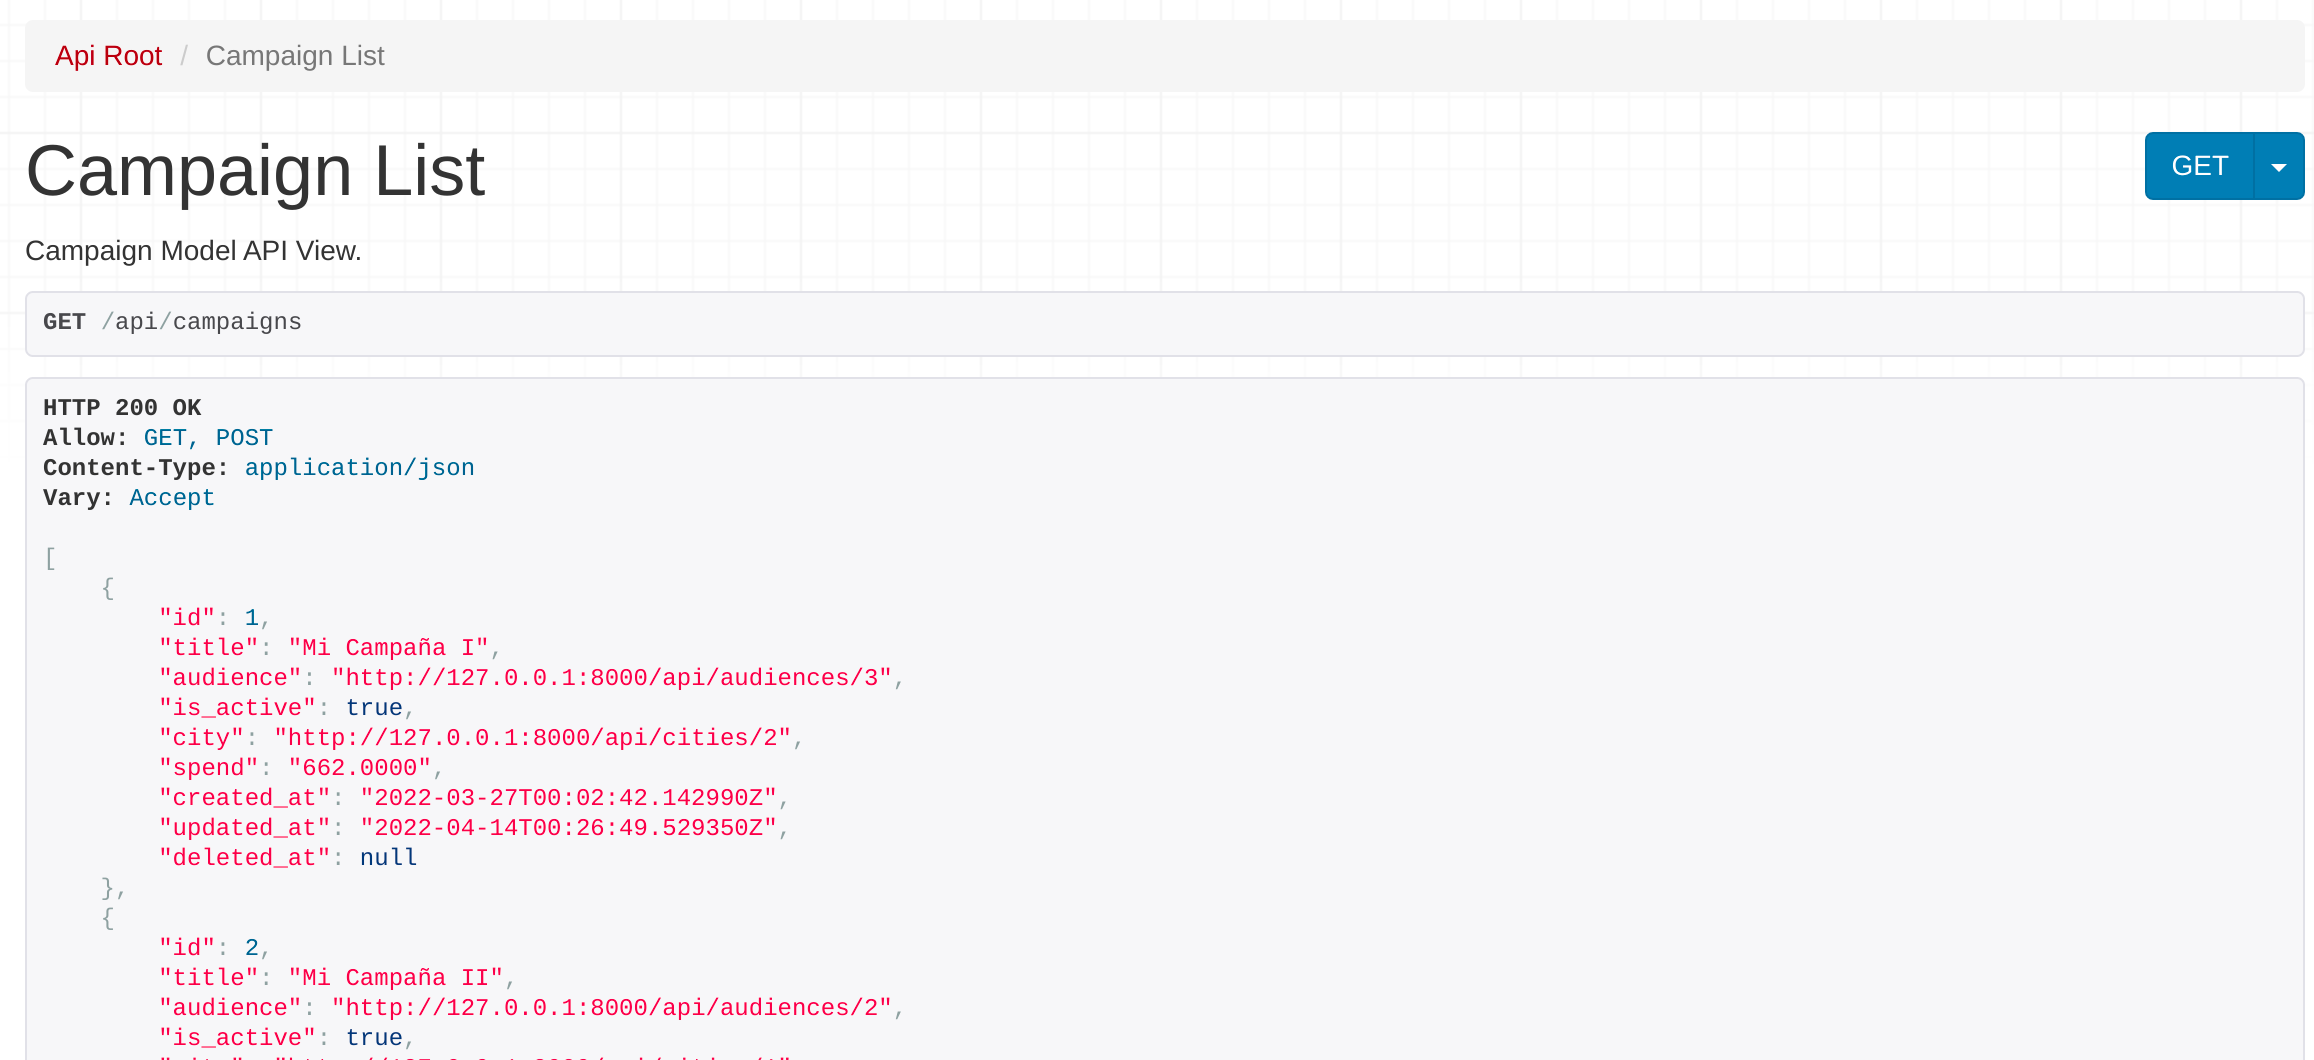 Api Root / Campaign List
Campaign List
GET
Campaign Model API View.
GET /api/campaigns
HTTP 200 OK
Allow: GET, POST
Content-Type: application/json
Vary: Accept
[
    {
        "id": 1,
        "title": "Mi Campaña I",
        "audience": "http://127.0.0.1:8000/api/audiences/3",
        "is_active": true,
        "city": "http://127.0.0.1:8000/api/cities/2",
        "spend": "662.0000",
        "created_at": "2022-03-27T00:02:42.142990Z",
        "updated_at": "2022-04-14T00:26:49.529350Z",
        "deleted_at": null
    },
    {
        "id": 2,
        "title": "Mi Campaña II",
        "audience": "http://127.0.0.1:8000/api/audiences/2",
        "is_active": true,